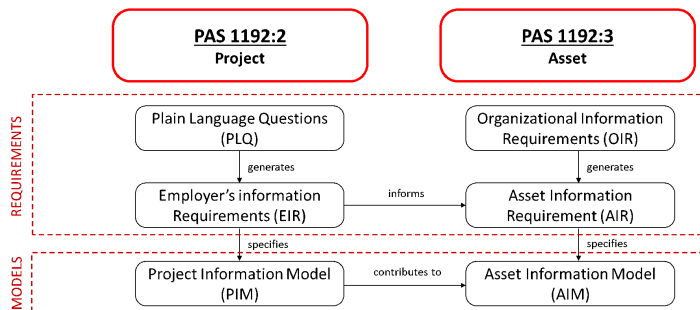 PAS 1192:2
Project
PAS 1192:3
Asset
REQUIREMENTS
Plain Language Questions
(PLQ)
Organizational Information
Requirements (OIR)
generates
generates
Employer's information
Requirements (EIR)
informs
Asset Information
Requirement (AIR)
specifies
specifies
MODELS
Project Information Model
(PIM)
contributes to
Asset Information Model
(AIM)